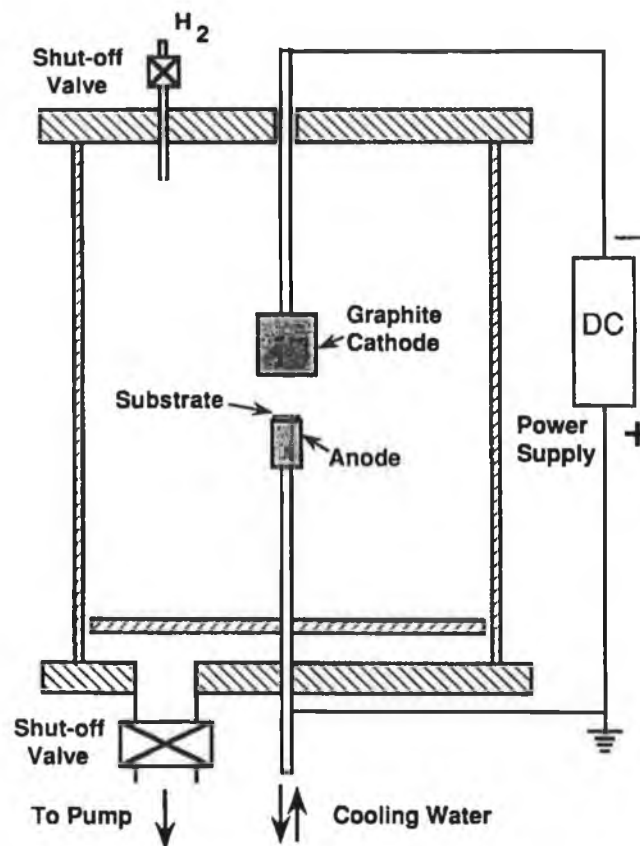 H2
Shut-off
Valve
−
Graphite
Cathode
DC
Substrate
Power
Supply
+
Anode
Shut-off
Valve
To Pump
Cooling Water